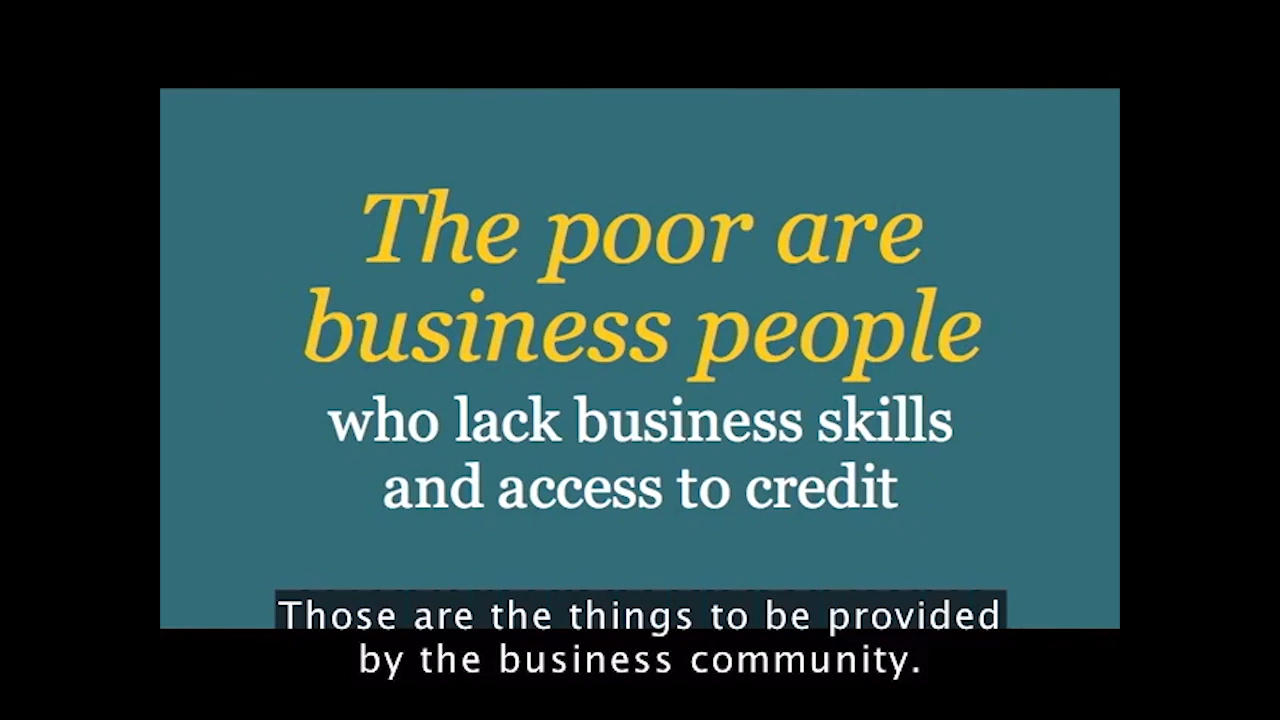 The poor are
business people
who lack business skills
and access to credit
Those are the things to be provided
by the business community.